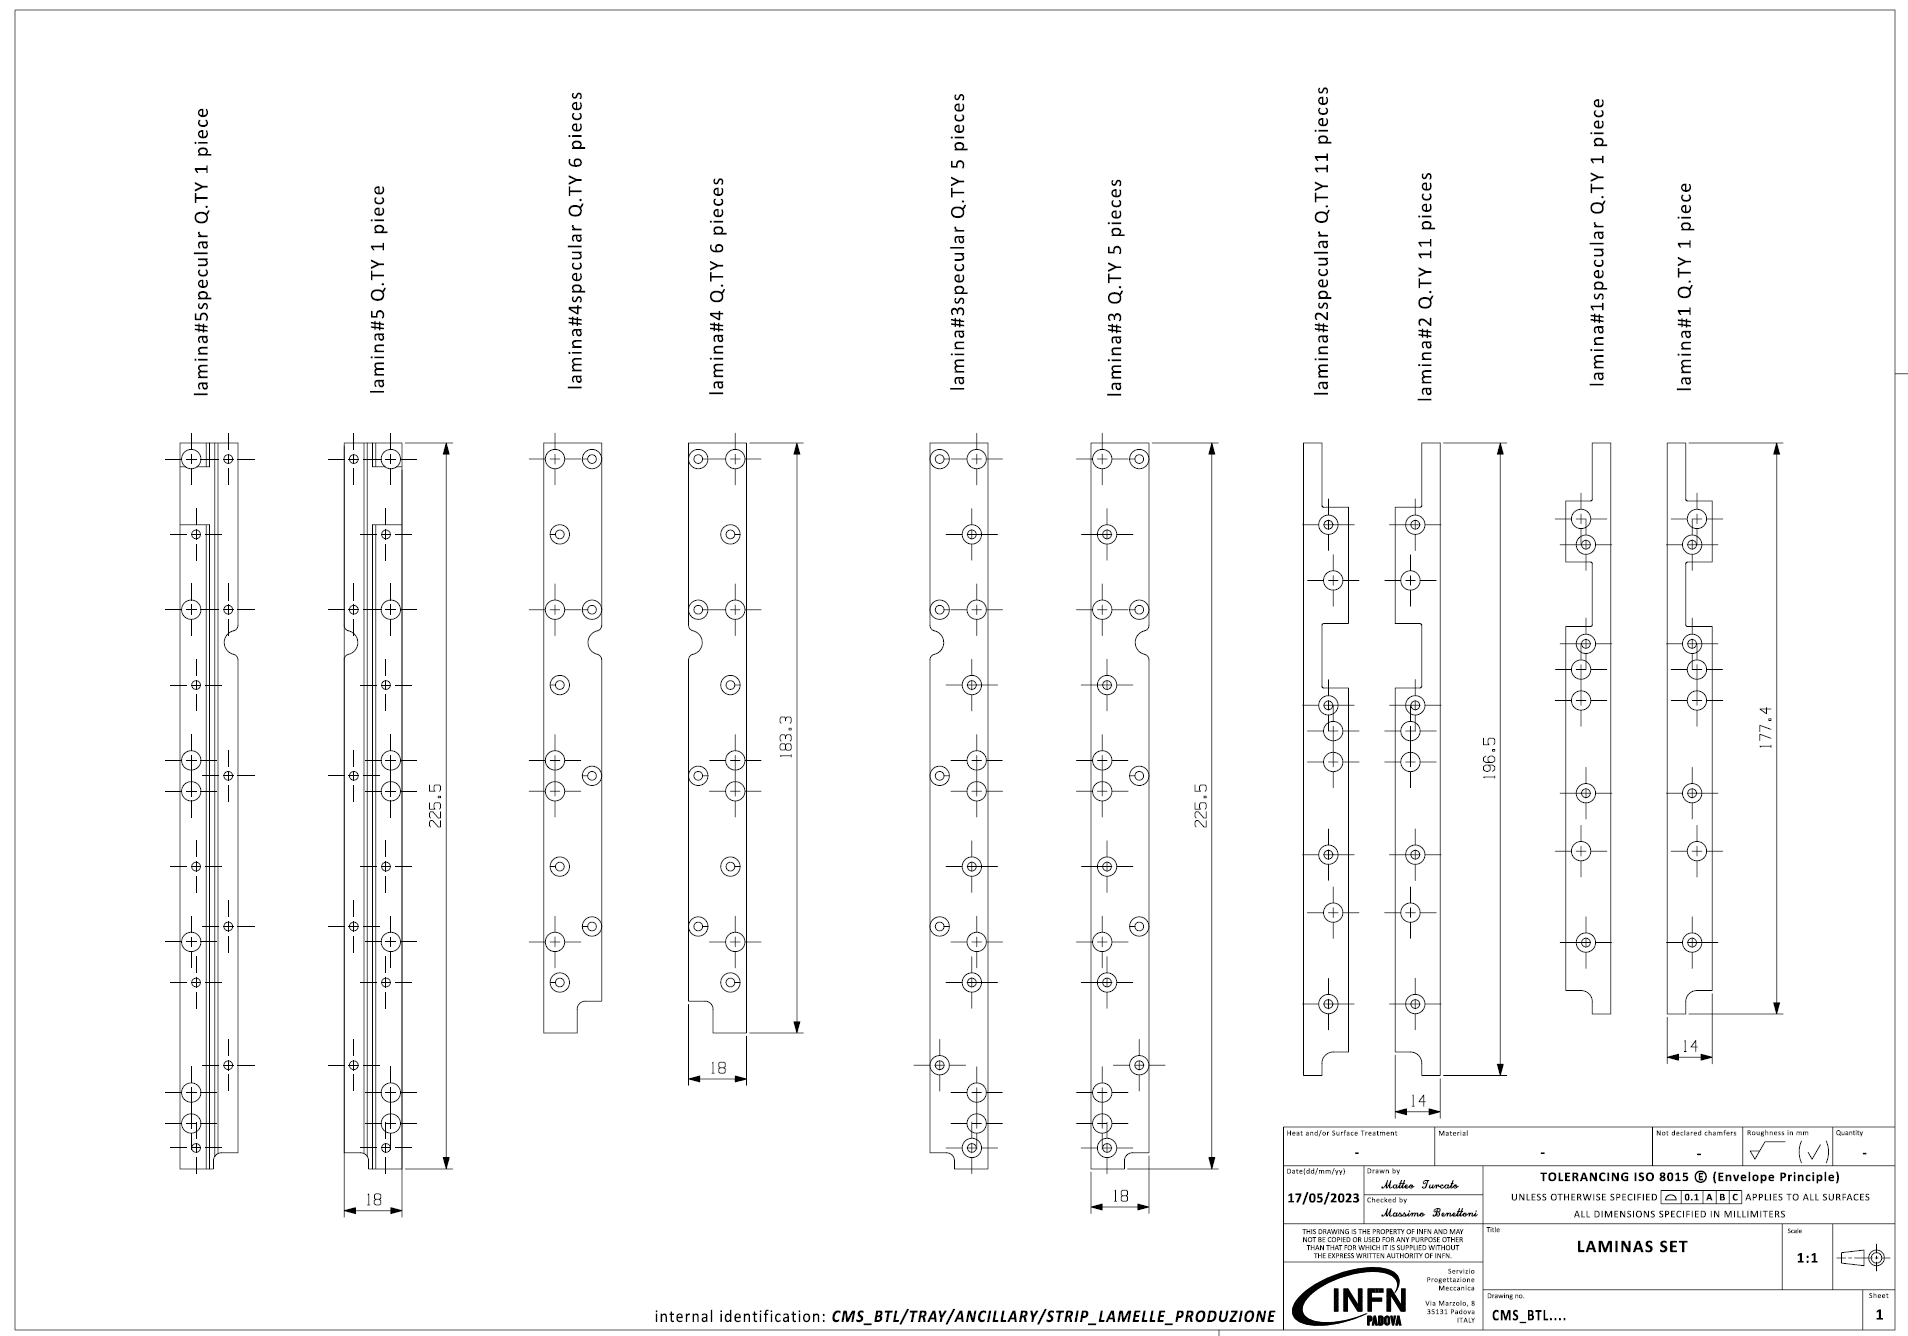 lamina#5specular Q.TY 1 piece
lamina#5 Q.TY 1 piece
lamina#4specular Q.TY 6 pieces
lamina#4 Q.TY 6 pieces
lamina#3specular Q.TY 5 pieces
lamina#3 Q.TY 5 pieces
lamina#2specular Q.TY 11 pieces
lamina#2 Q.TY 11 pieces
lamina#1specular Q.TY 1 piece
lamina#1 Q.TY 1 piece
225.5
18
183.3
18
225.5
18
196.5
14
177.4
14
Heat and/or Surface Treatment
-
Material
-
Not declared chamfers
-
Roughness in mm
(√)
Quantity
-
Date(dd/mm/yy)
17/05/2023
Drawn by
Matteo Turcato
Checked by
Massimo Benettoni
TOLERANCING ISO 8015 Ⓔ (Envelope Principle)
UNLESS OTHERWISE SPECIFIED ⌓ 0.1 A B C APPLIES TO ALL SURFACES
ALL DIMENSIONS SPECIFIED IN MILLIMETERS
THIS DRAWING IS THE PROPERTY OF INFN AND MAY
NOT BE COPIED OR USED FOR ANY PURPOSE OTHER
THAN THAT FOR WHICH IT IS SUPPLIED WITHOUT
THE EXPRESS WRITTEN AUTHORITY OF INFN.
Title
LAMINAS SET
Scale
1:1
INFN
PADOVA
Servizio
Progettazione
Meccanica
Via Marzolo, 8
35131 Padova
ITALY
Drawing no.
CMS_BTL....
Sheet
1
internal identification: CMS_BTL/TRAY/ANCILLARY/STRIP_LAMELLE_PRODUZIONE